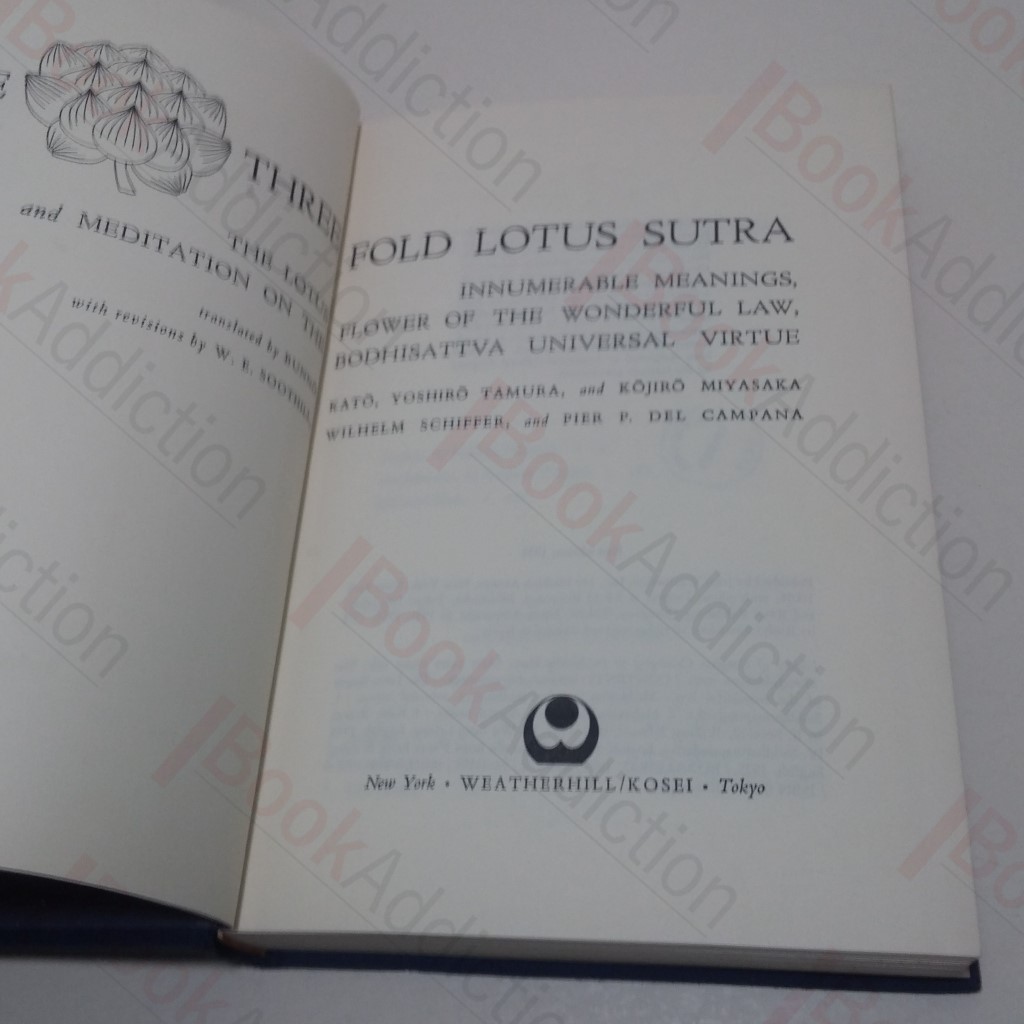 E THREE FOLD LOTUS SUTRA
INNUMERABLE MEANINGS,
THE LOTUS FLOWER OF THE WONDERFUL LAW,
and MEDITATION ON THE BODHISATTVA UNIVERSAL VIRTUE
translated by KATŌ, YOSHIRŌ TAMURA, and KŌJIRŌ MIYASAKA
with revisions by W. E. SOOTHILL WILHELM SCHIFFER, and PIER P. DEL CAMPANA
New York • WEATHERHILL/KOSEI • Tokyo
BookAddiction